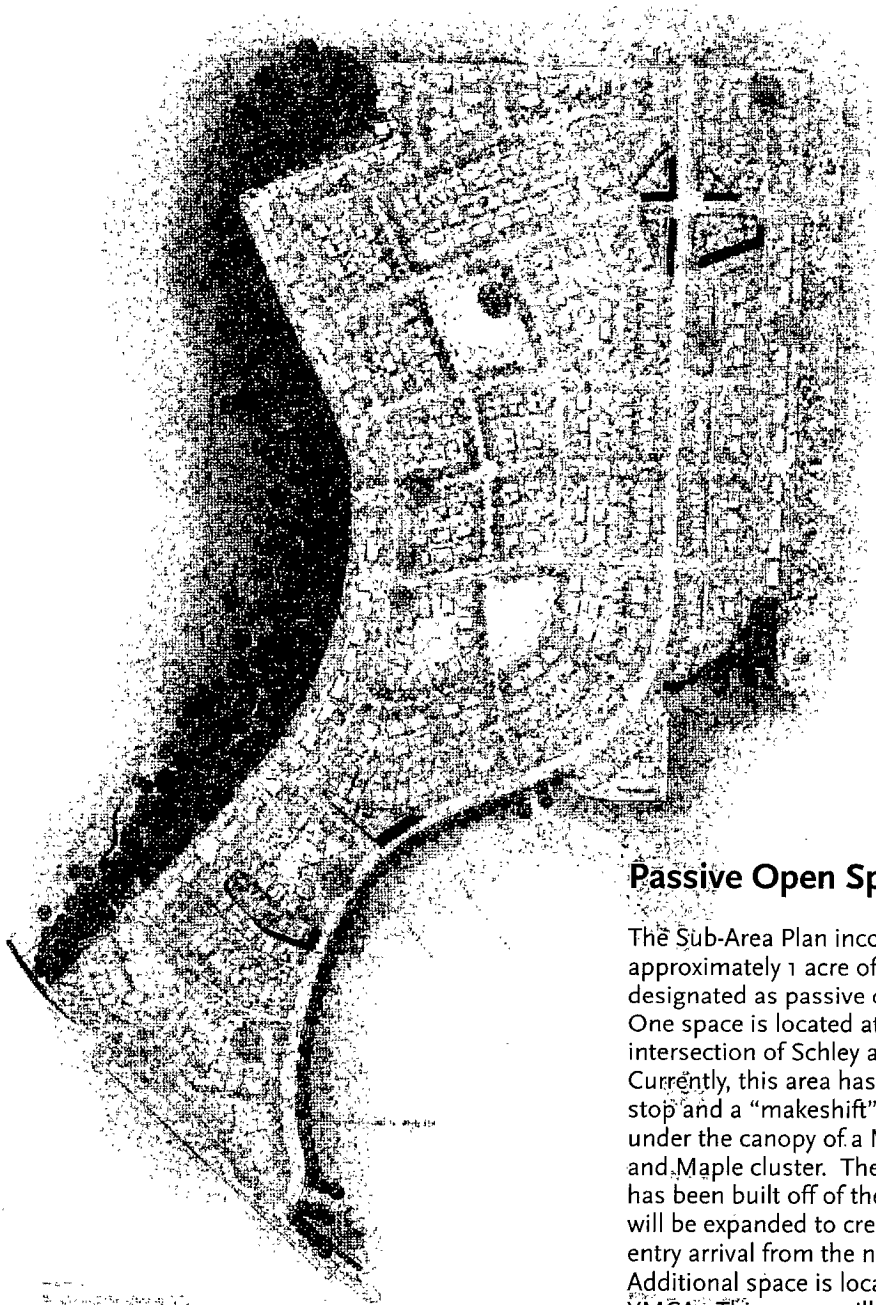 Passive Open Sp
The Sub-Area Plan inco
approximately 1 acre of
designated as passive o
One space is located at
intersection of Schley a
Currently, this area has
stop and a “makeshift”
under the canopy of a N
and Maple cluster. The
has been built off of the
will be expanded to cre
entry arrival from the n
Additional space is loca